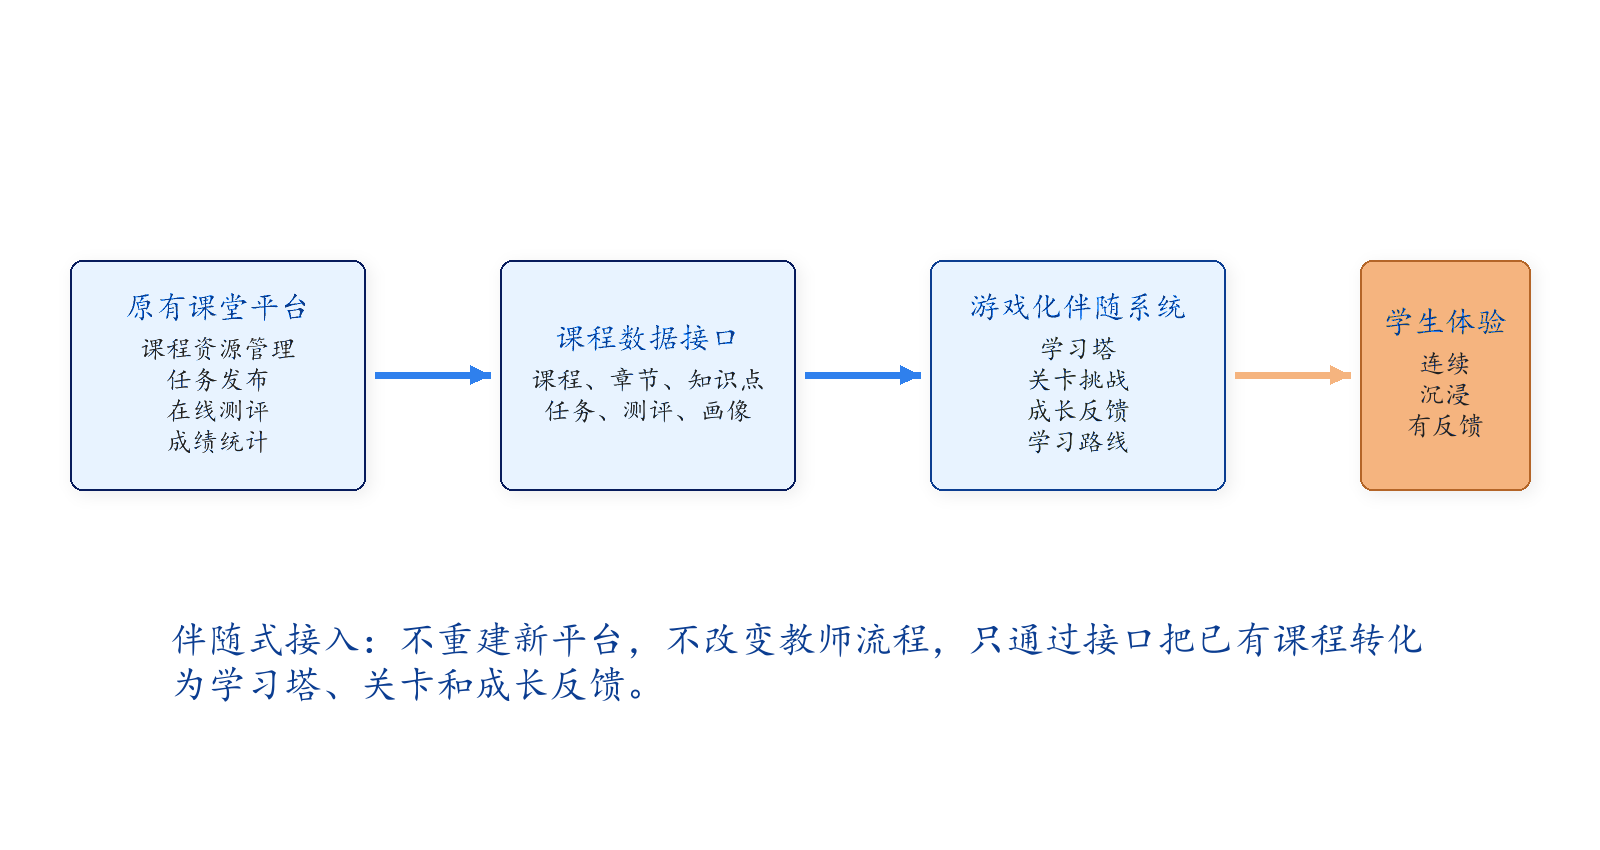 原有课堂平台
课程资源管理
任务发布
在线测评
成绩统计
课程数据接口
课程、章节、知识点
任务、测评、画像
游戏化伴随系统
学习塔
关卡挑战
成长反馈
学习路线
学生体验
连续
沉浸
有反馈
伴随式接入：不重建新平台，不改变教师流程，只通过接口把已有课程转化
为学习塔、关卡和成长反馈。